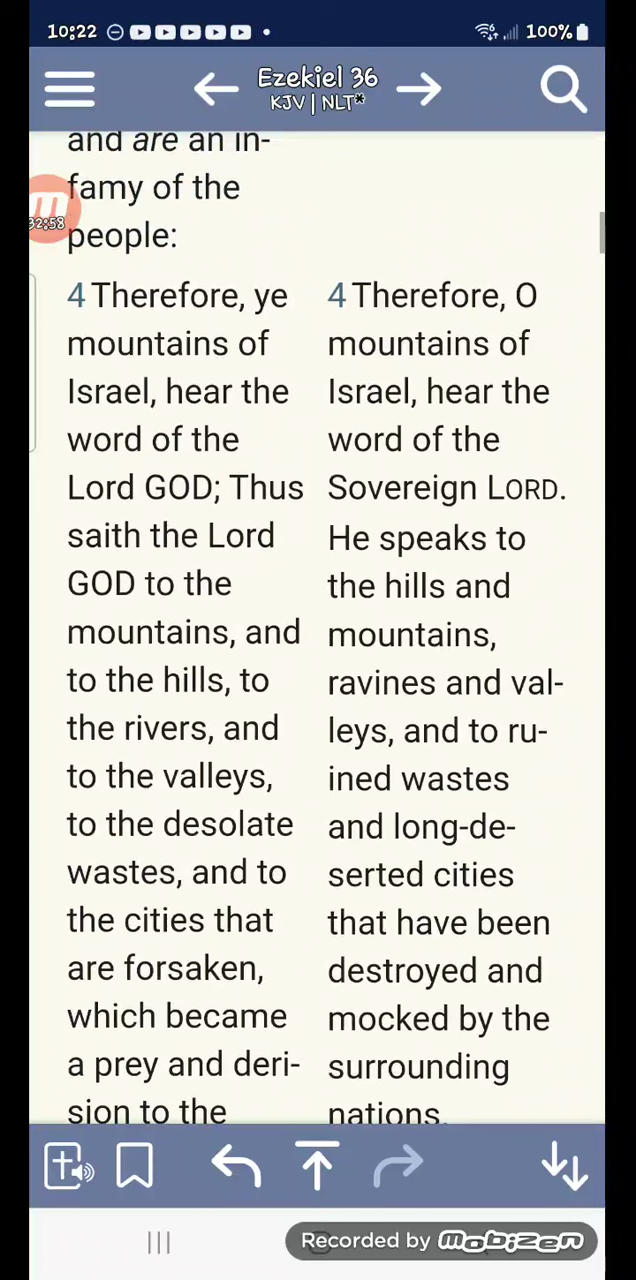 10:22
100%
Ezekiel 36
KJV | NLT*
and are an in-
famy of the
people:
32:58
4 Therefore, ye
mountains of
Israel, hear the
word of the
Lord GOD; Thus
saith the Lord
GOD to the
mountains, and
to the hills, to
the rivers, and
to the valleys,
to the desolate
wastes, and to
the cities that
are forsaken,
which became
a prey and deri-
sion to the
4 Therefore, O
mountains of
Israel, hear the
word of the
Sovereign LORD.
He speaks to
the hills and
mountains,
ravines and val-
leys, and to ru-
ined wastes
and long-de-
serted cities
that have been
destroyed and
mocked by the
surrounding
nations.
Recorded by mobizen